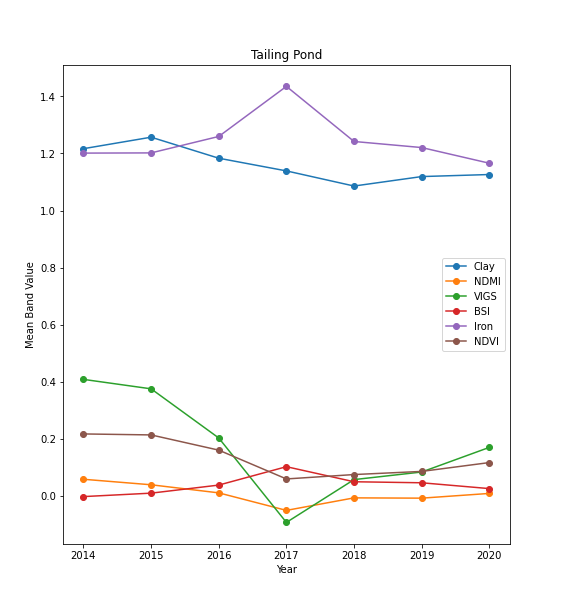 Tailing Pond
Mean Band Value
1.4
1.2
1.0
0.8
0.6
0.4
0.2
0.0
Clay
NDMI
VIGS
BSI
Iron
NDVI
2014 2015 2016 2017 2018 2019 2020
Year